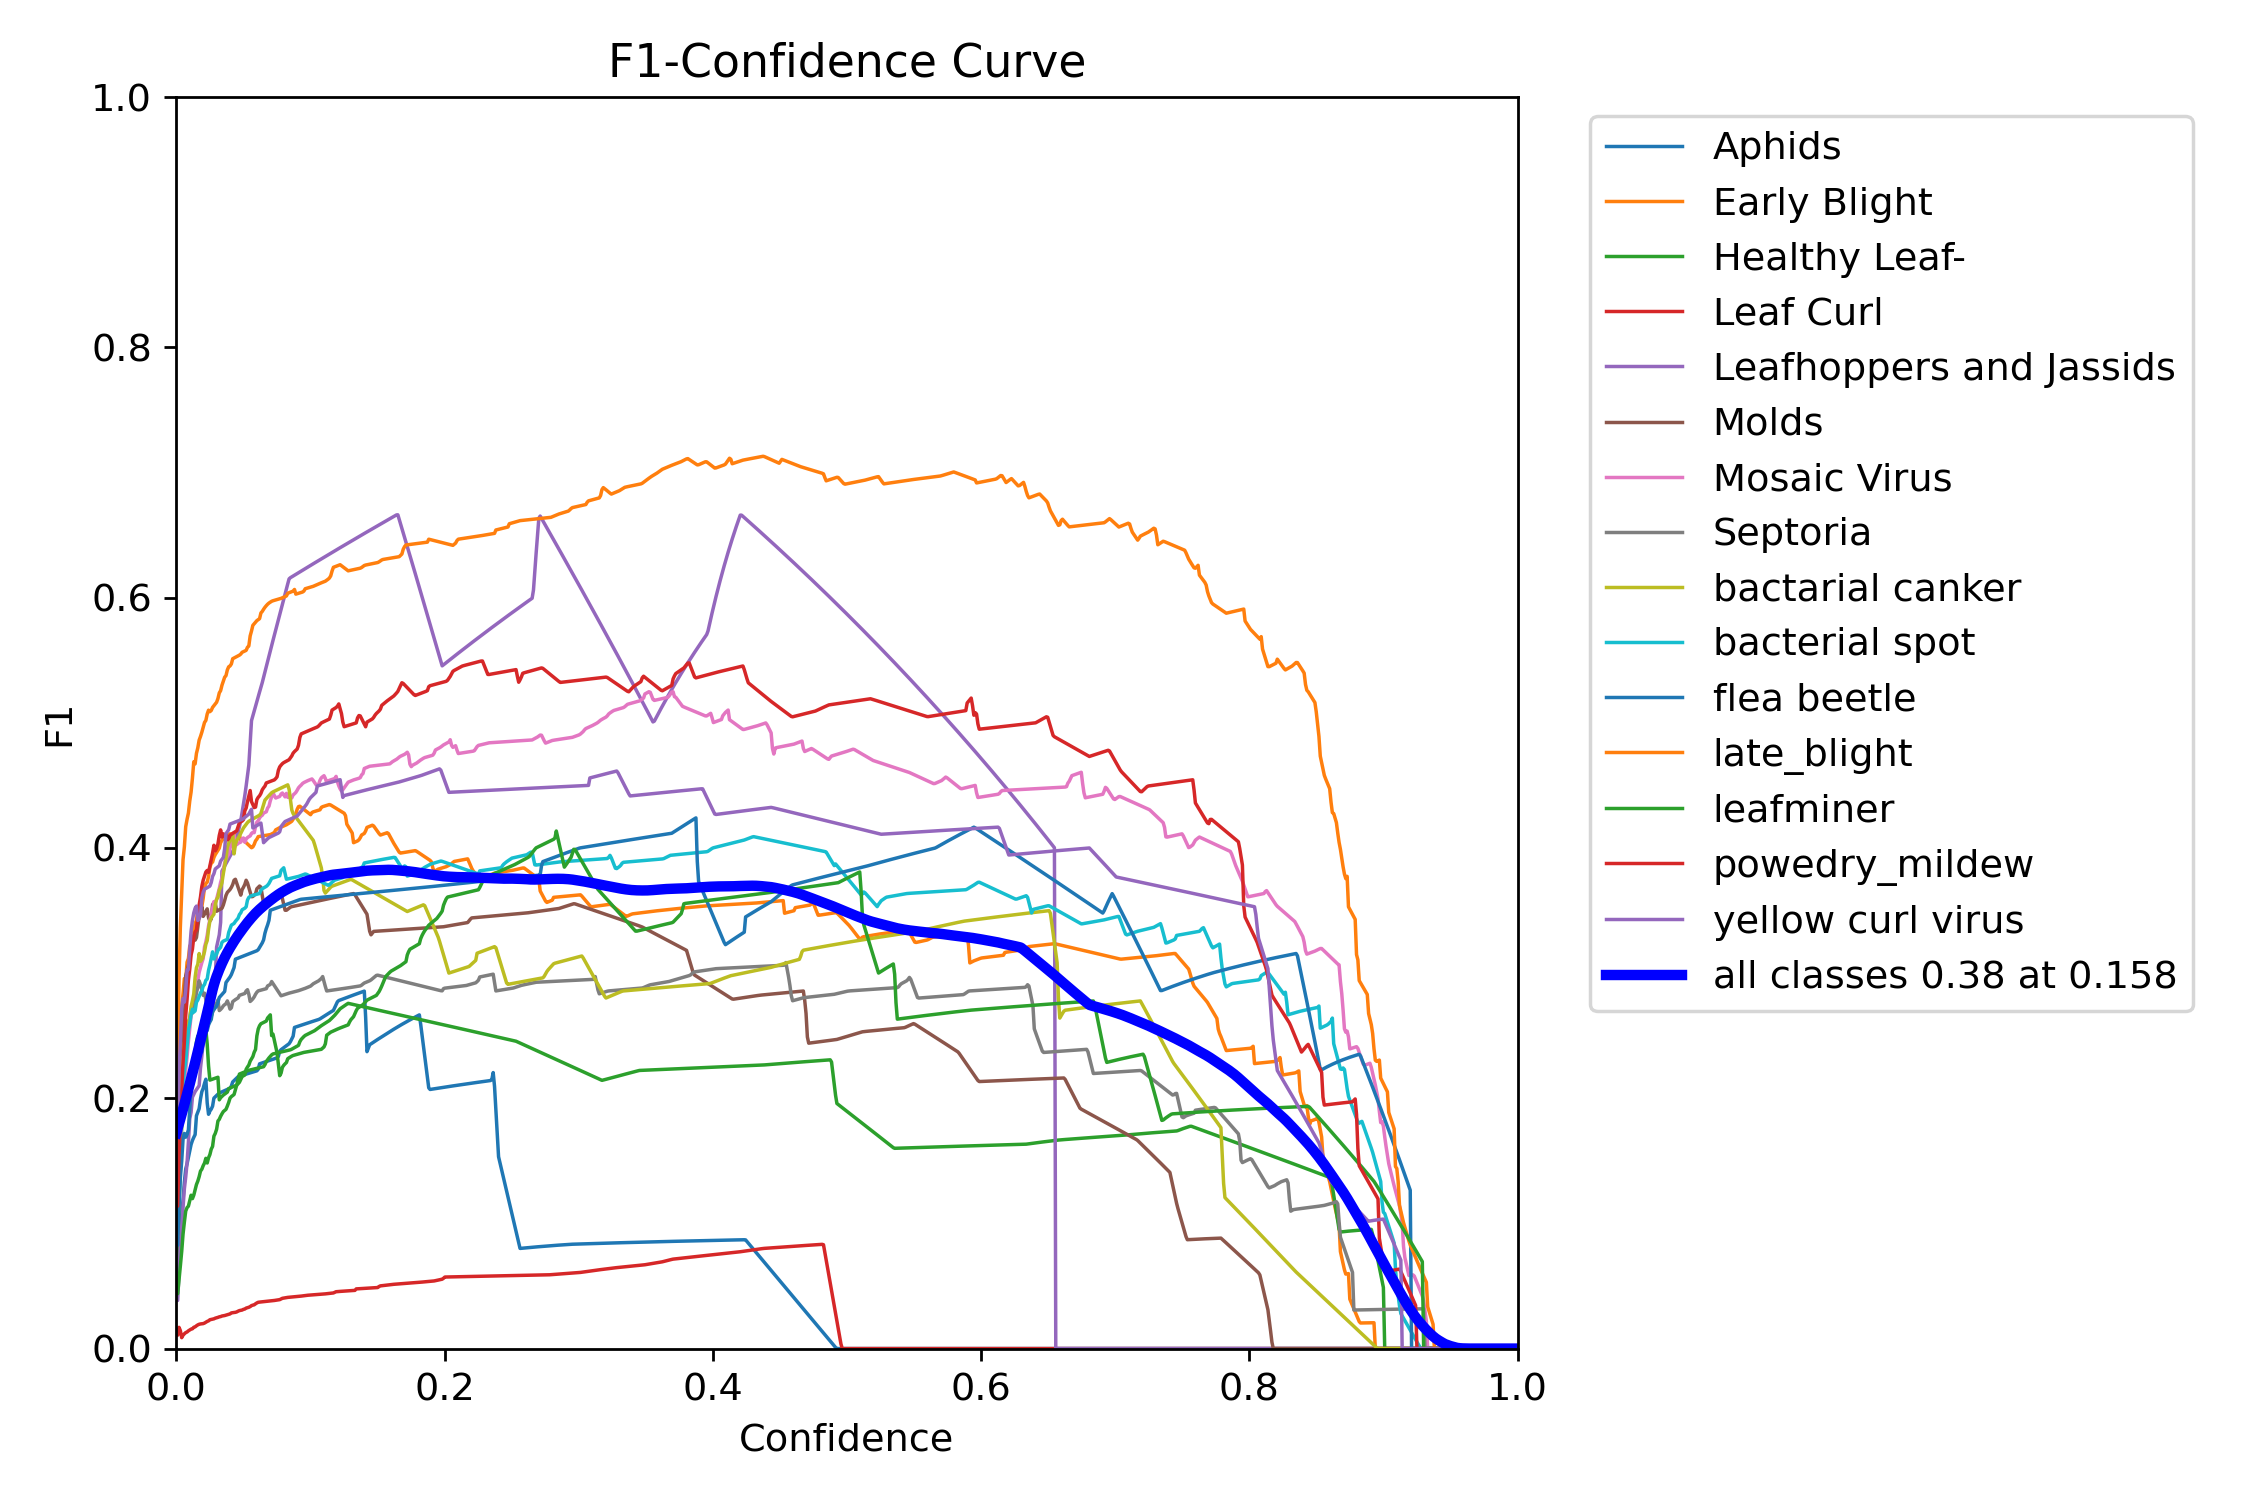 F1-Confidence Curve
1.0
0.8
0.6
0.4
0.2
0.0
F1
0.0 0.2 0.4 0.6 0.8 1.0
Confidence
Aphids
Early Blight
Healthy Leaf-
Leaf Curl
Leafhoppers and Jassids
Molds
Mosaic Virus
Septoria
bactarial canker
bacterial spot
flea beetle
late_blight
leafminer
powedry_mildew
yellow curl virus
all classes 0.38 at 0.158